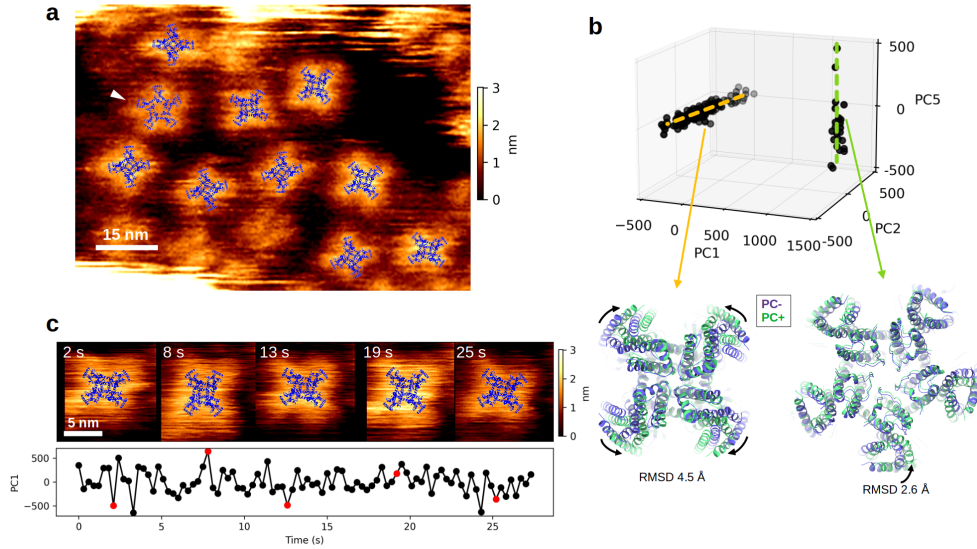 a
3
2
1
0
nm
15 nm
b
500
0
-500
PC5
500
0
-500
PC2
−500
0
500
1000
1500
PC1
PC-
PC+
RMSD 4.5 Å
RMSD 2.6 Å
c
2 s
8 s
13 s
19 s
25 s
5 nm
3
2
1
0
nm
500
0
−500
PC1
0
5
10
15
20
25
Time (s)